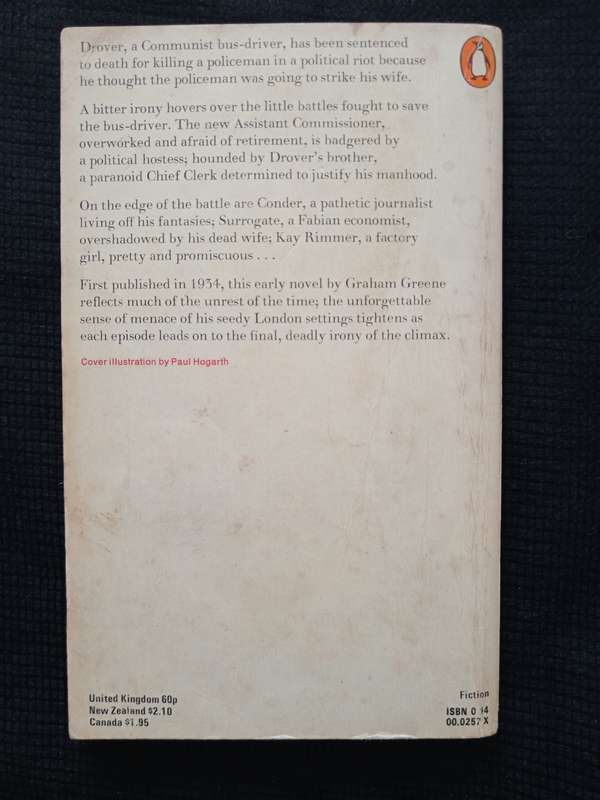 Drover, a Communist bus-driver, has been sentenced
to death for killing a policeman in a political riot because
he thought the policeman was going to strike his wife.
A bitter irony hovers over the little battles fought to save
the bus-driver. The new Assistant Commissioner,
overworked and afraid of retirement, is badgered by
a political hostess; hounded by Drover's brother,
a paranoid Chief Clerk determined to justify his manhood.
On the edge of the battle are Conder, a pathetic journalist
living off his fantasies; Surrogate, a Fabian economist,
overshadowed by his dead wife; Kay Rimmer, a factory
girl, pretty and promiscuous . . .
First published in 1934, this early novel by Graham Greene
reflects much of the unrest of the time; the unforgettable
sense of menace of his seedy London settings tightens as
each episode leads on to the final, deadly irony of the climax.
Cover illustration by Paul Hogarth
United Kingdom 60p
New Zealand $2.10
Canada $1.95
Fiction
ISBN 0 14
00.0257 X